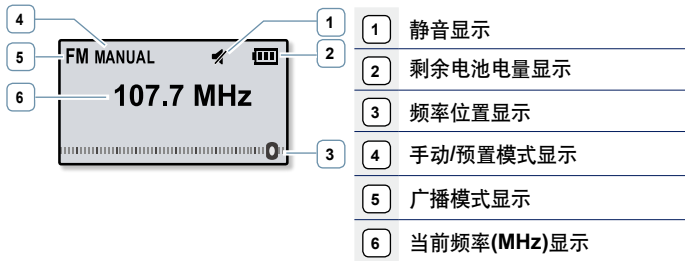 4
1
5
FM MANUAL
2
6
107.7 MHz
3
1 静音显示
2 剩余电池电量显示
3 频率位置显示
4 手动/预置模式显示
5 广播模式显示
6 当前频率(MHz)显示